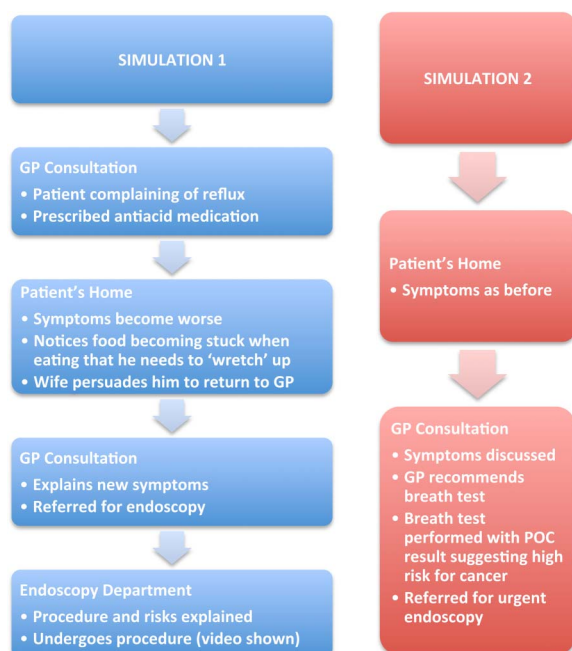 SIMULATION 1
GP Consultation
• Patient complaining of reflux
• Prescribed antiacid medication
Patient's Home
• Symptoms become worse
• Notices food becoming stuck when
eating that he needs to 'wretch' up
• Wife persuades him to return to GP
GP Consultation
• Explains new symptoms
• Referred for endoscopy
Endoscopy Department
• Procedure and risks explained
• Undergoes procedure (video shown)
SIMULATION 2
Patient's Home
• Symptoms as before
GP Consultation
• Symptoms discussed
• GP recommends
breath test
• Breath test
performed with POC
result suggesting high
risk for cancer
• Referred for urgent
endoscopy